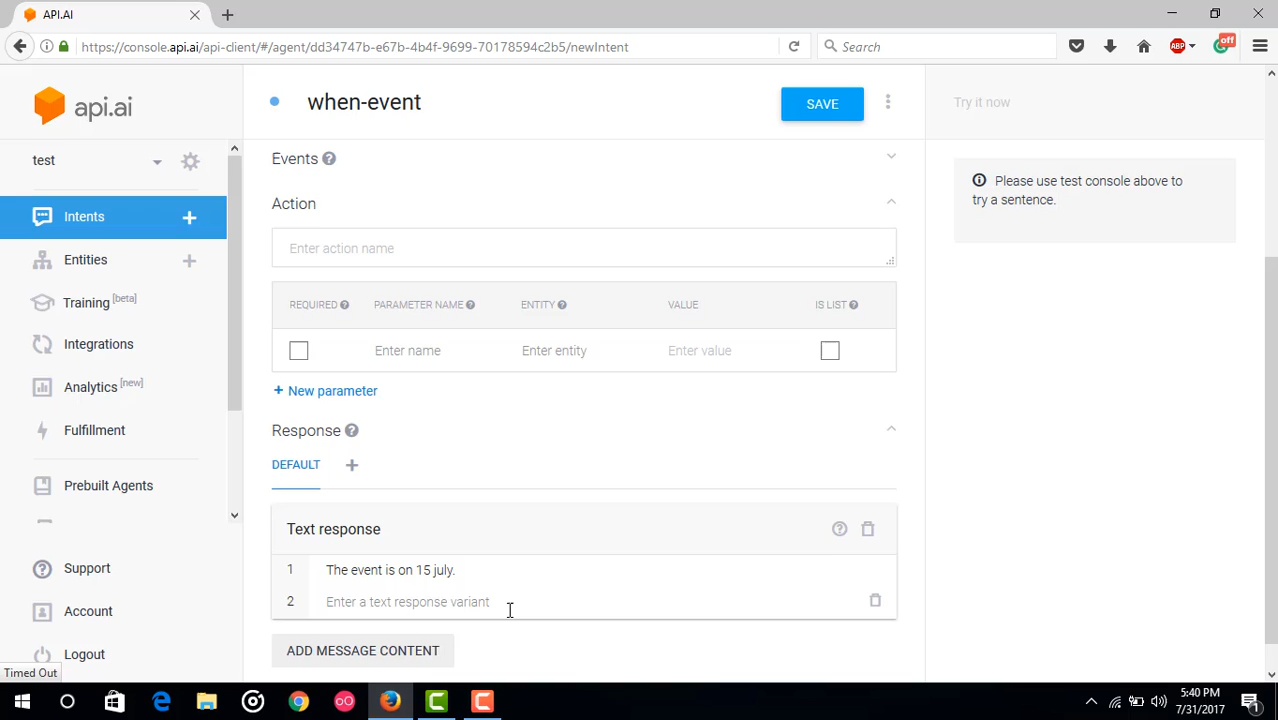 API.AI
https://console.api.ai/api-client/#/agent/dd34747b-e67b-4b4f-9699-701785f4c2b5/newIntent
Search
ABP
off
api.ai
test
Intents
Entities
Training [beta]
Integrations
Analytics [new]
Fulfillment
Prebuilt Agents
Support
Account
Logout
Timed Out
when-event
SAVE
Events
Action
Enter action name
REQUIRED PARAMETER NAME ENTITY VALUE IS LIST
Enter name Enter entity Enter value
+ New parameter
Response
DEFAULT +
Text response
1 The event is on 15 july.
2 Enter a text response variant
ADD MESSAGE CONTENT
Try it now
Please use test console above to
try a sentence.
5:40 PM
7/31/2017
1